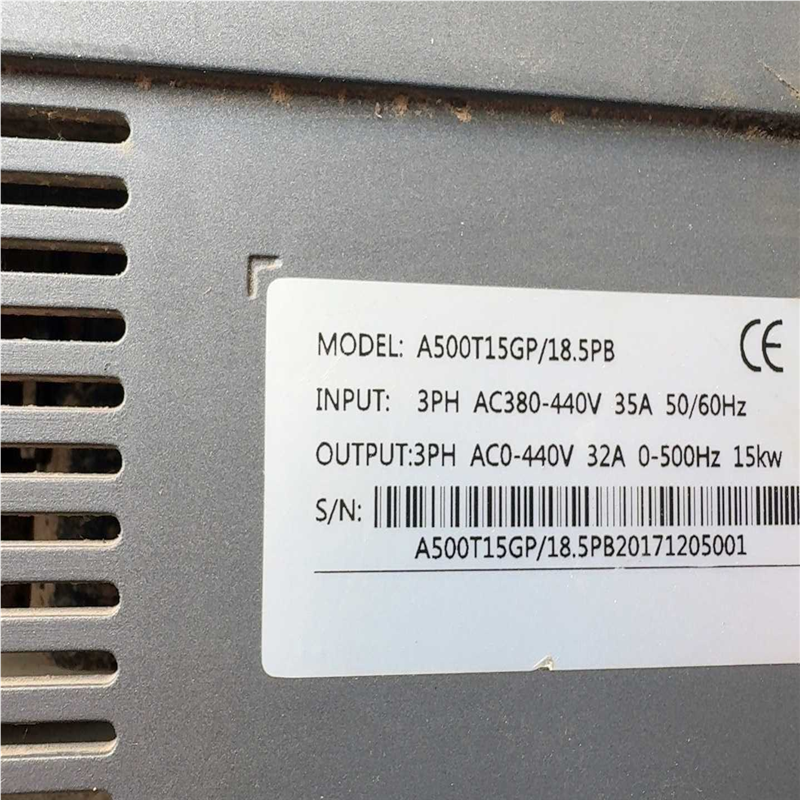 MODEL: A500T15GP/18.5PB CE
INPUT: 3PH AC380-440V 35A 50/60Hz
OUTPUT:3PH AC0-440V 32A 0-500Hz 15kw
S/N:
A500T15GP/18.5PB20171205001